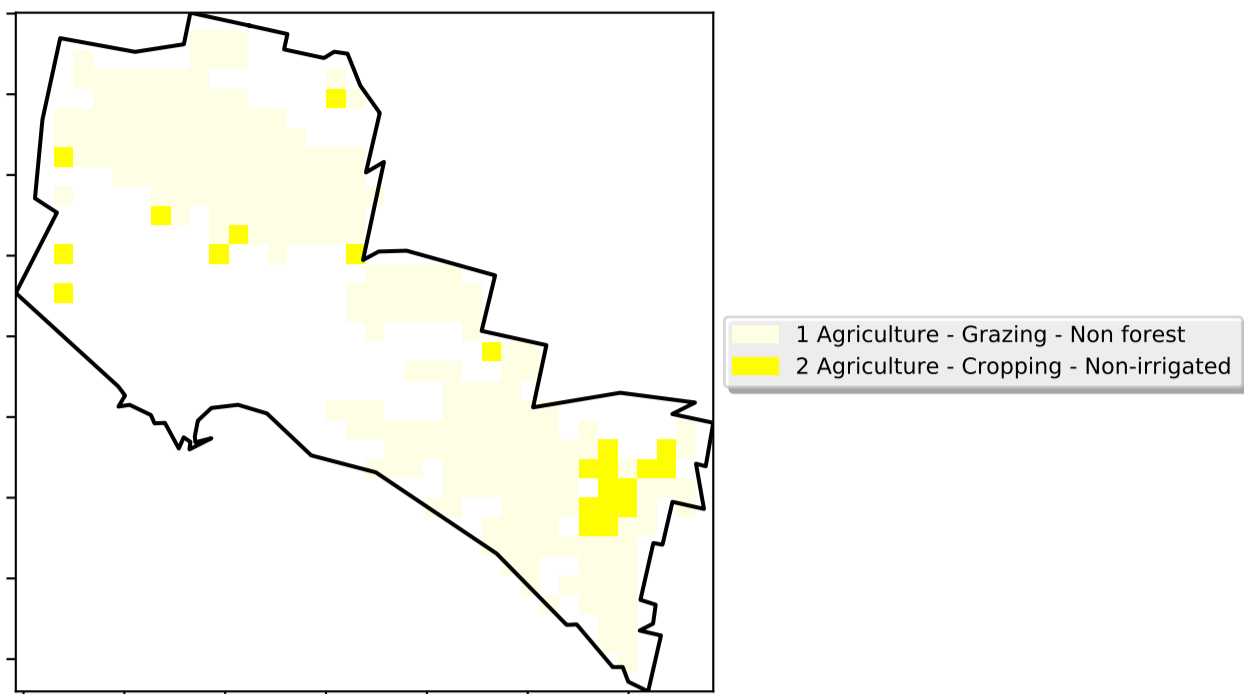 1 Agriculture - Grazing - Non forest
2 Agriculture - Cropping - Non-irrigated